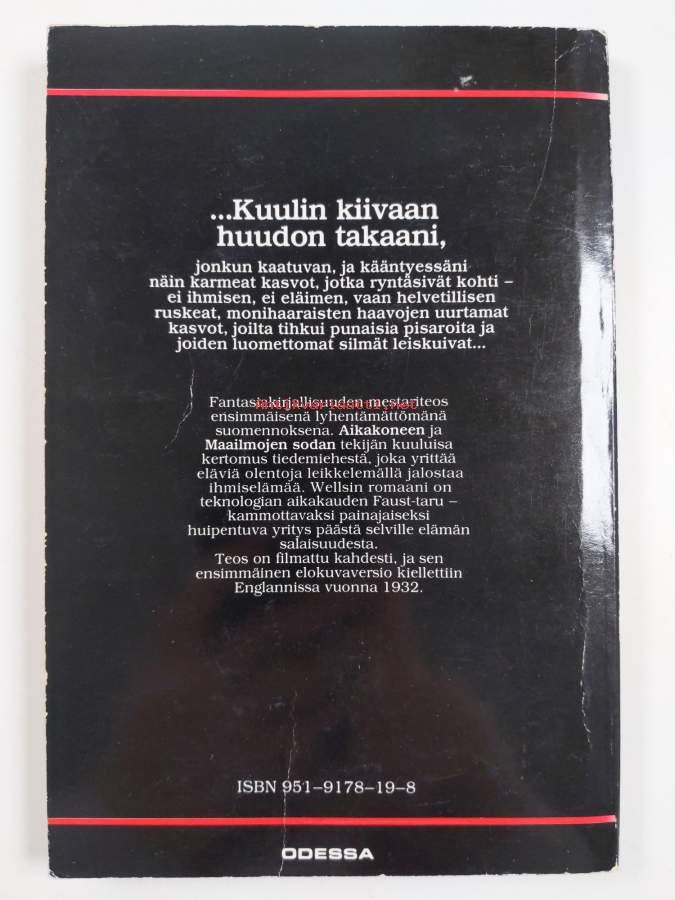 ...Kuulin kiivaan
huudon takaani,
jonkun kaatuvan, ja kääntyessäni
näin karmeat kasvot, jotka ryntäsivät kohti –
ei ihmisen, ei eläimen, vaan helvetillisen
ruskeat, monihaaraisten haavojen uurtamat
kasvot, joilta tihkui punaisia pisaroita ja
joiden luomettomat silmät leiskuivat...
Fantasiakirjallisuuden mestariteos
antikvariaatti.net
ensimmäisenä lyhentämättömänä
suomennoksena. Aikakoneen ja
Maailmojen sodan tekijän kuuluisa
kertomus tiedemiehestä, joka yrittää
eläviä olentoja leikkelemällä jalostaa
ihmiselämää. Wellsin romaani on
teknologian aikakauden Faust-taru –
kammottavaksi painajaiseksi
huipentuva yritys päästä selville elämän
salaisuudesta.
Teos on filmattu kahdesti, ja sen
ensimmäinen elokuvaversio kiellettiin
Englannissa vuonna 1932.
ISBN 951–9178–19–8
ODESSA